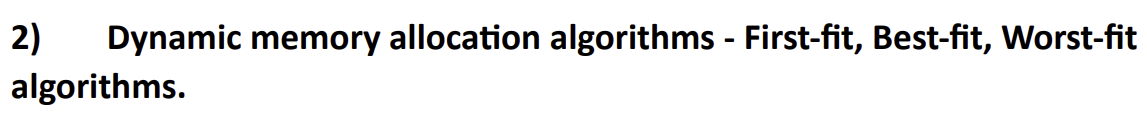 2) Dynamic memory allocation algorithms - First-fit, Best-fit, Worst-fit
algorithms.